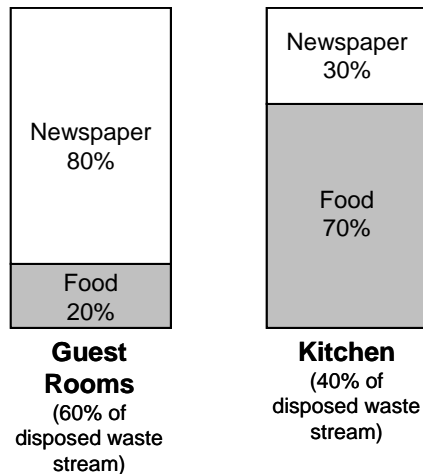 Newspaper
80%
Food
20%
Guest
Rooms
(60% of
disposed waste
stream)
Newspaper
30%
Food
70%
Kitchen
(40% of
disposed waste
stream)